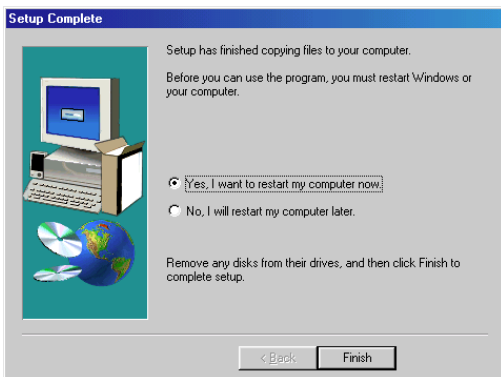 Setup Complete
Setup has finished copying files to your computer.
Before you can use the program, you must restart Windows or
your computer.
Yes, I want to restart my computer now.
No, I will restart my computer later.
Remove any disks from their drives, and then click Finish to
complete setup.
< Back
Finish